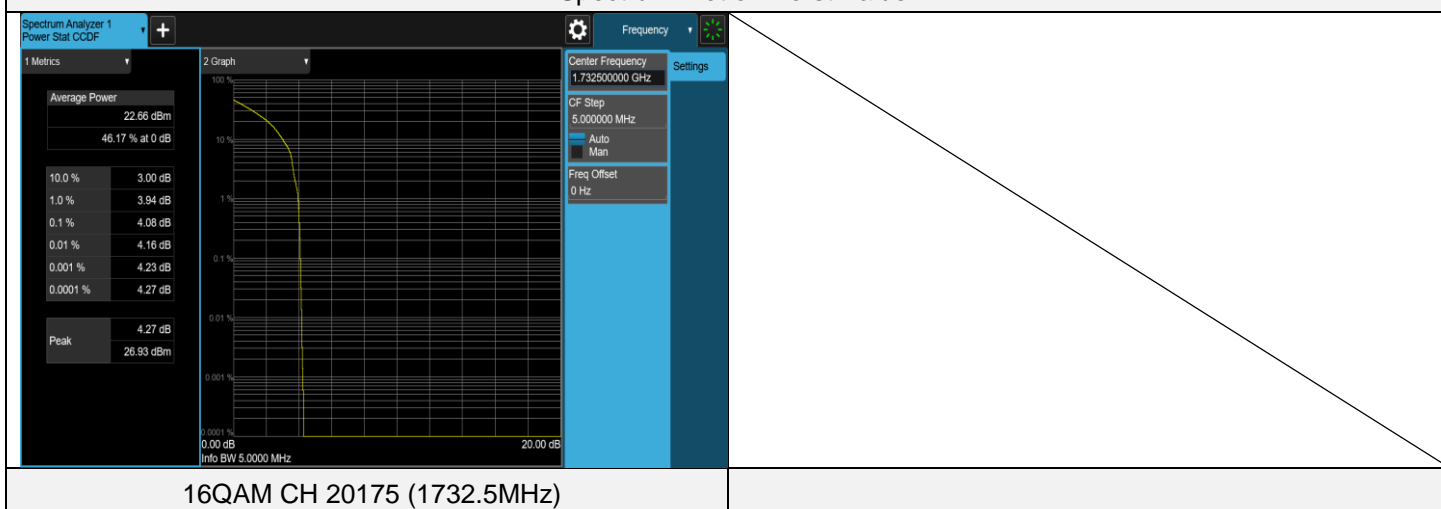 Spectrum Analyzer 1
Power Stat CCDF
Frequency
1 Metrics
Average Power
22.66 dBm
46.17 % at 0 dB
10.0 % 3.00 dB
1.0 % 3.94 dB
0.1 % 4.08 dB
0.01 % 4.16 dB
0.001 % 4.23 dB
0.0001 % 4.27 dB
Peak 4.27 dB
26.93 dBm
2 Graph
100 %
10 %
1 %
0.1 %
0.01 %
0.001 %
0.0001 %
0.00 dB 20.00 dB
Info BW 5.0000 MHz
Center Frequency
1.732500000 GHz
CF Step
5.000000 MHz
Auto
Man
Freq Offset
0 Hz
Settings
16QAM CH 20175 (1732.5MHz)